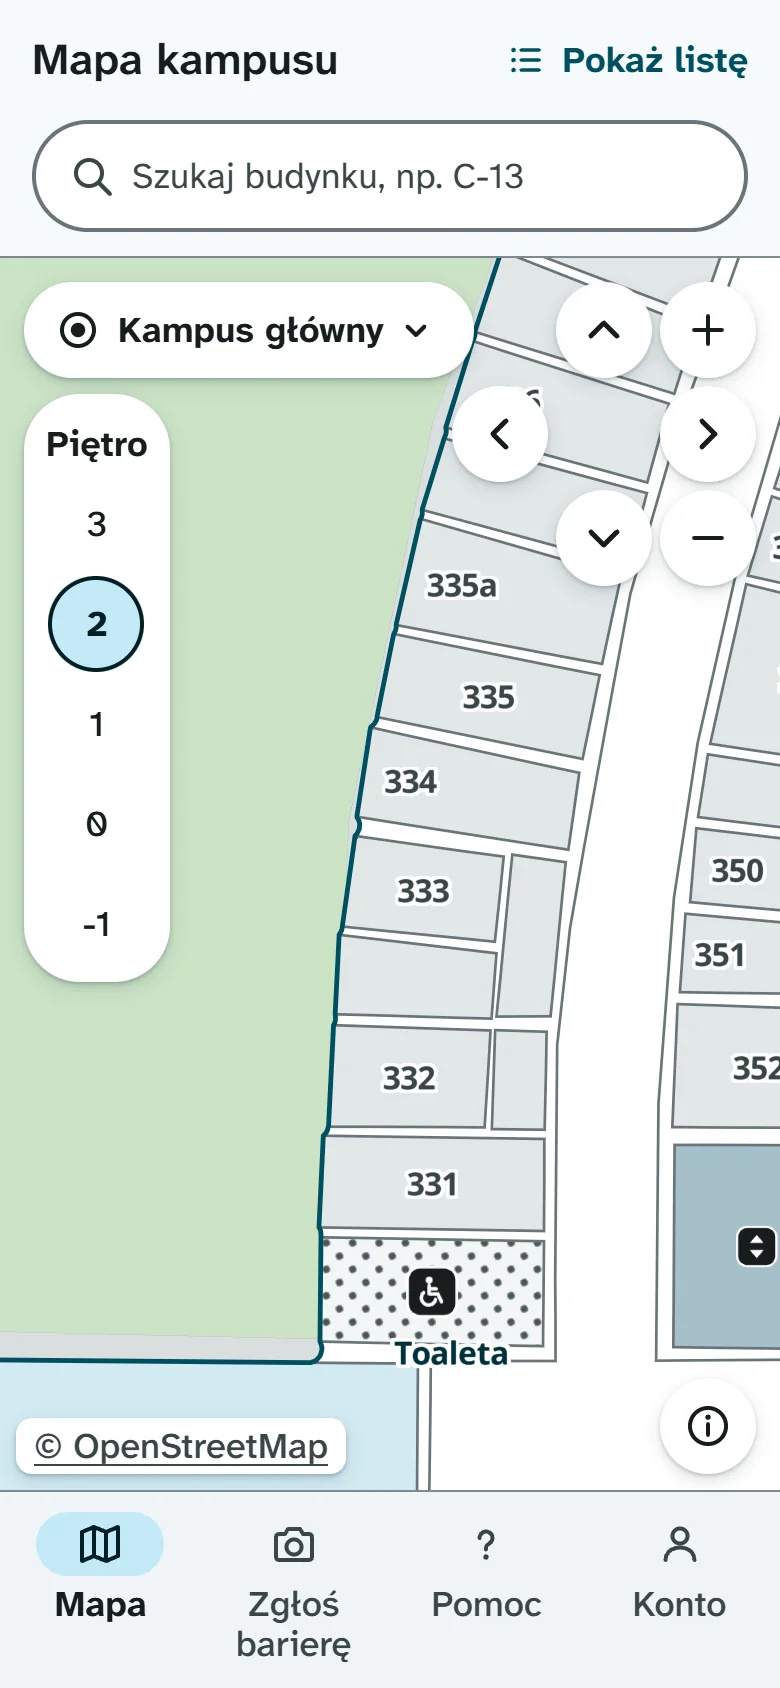 Mapa kampusu
Pokaż listę
Szukaj budynku, np. C-13
Kampus główny
Piętro
3
2
1
0
-1
335a
335
334
333
350
351
332
352
331
Toaleta
© OpenStreetMap
Mapa
Zgłoś
barierę
Pomoc
Konto